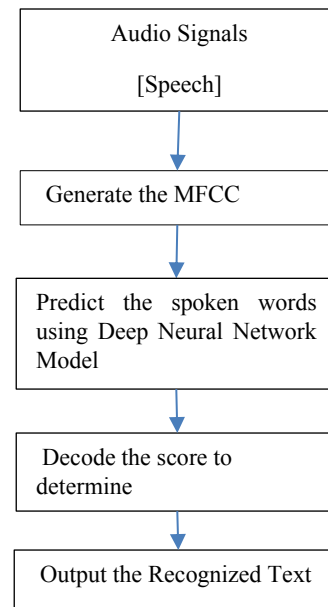 Audio Signals
[Speech]
Generate the MFCC
Predict the spoken words
using Deep Neural Network
Model
Decode the score to
determine
Output the Recognized Text